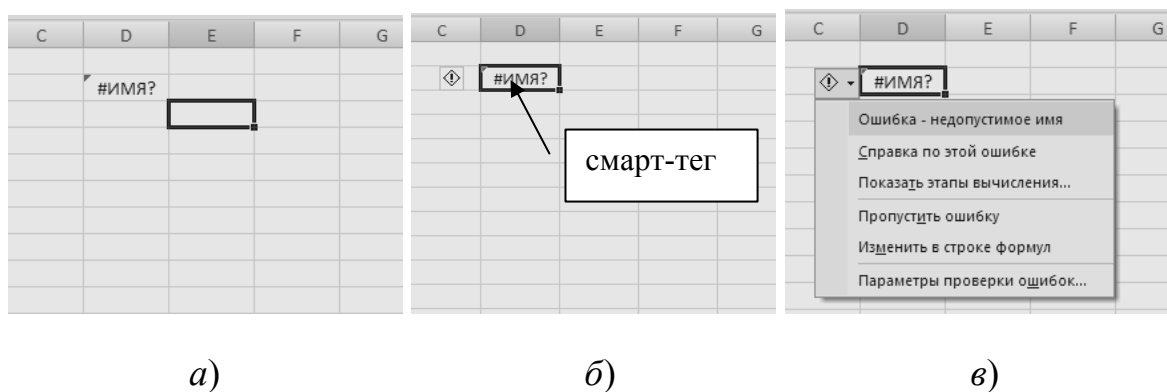 C D E F G
#ИМЯ?
а)
C D E F G
#ИМЯ?
смарт-тег
б)
C D E F G
#ИМЯ?
Ошибка - недопустимое имя
Справка по этой ошибке
Показать этапы вычисления...
Пропустить ошибку
Изменить в строке формул
Параметры проверки ошибок...
в)